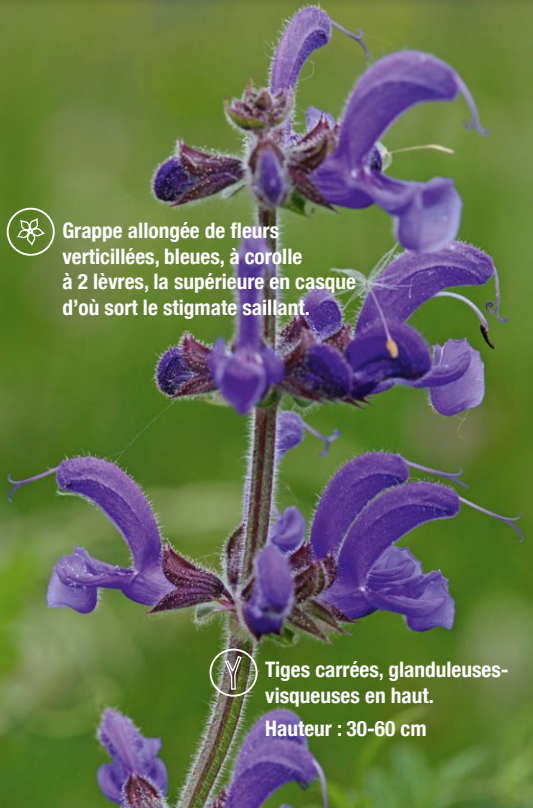 Grappe allongée de fleurs
verticillées, bleues, à corolle
à 2 lèvres, la supérieure en casque
d’où sort le stigmate saillant.
Tiges carrées, glanduleuses-
visqueuses en haut.
Hauteur : 30-60 cm